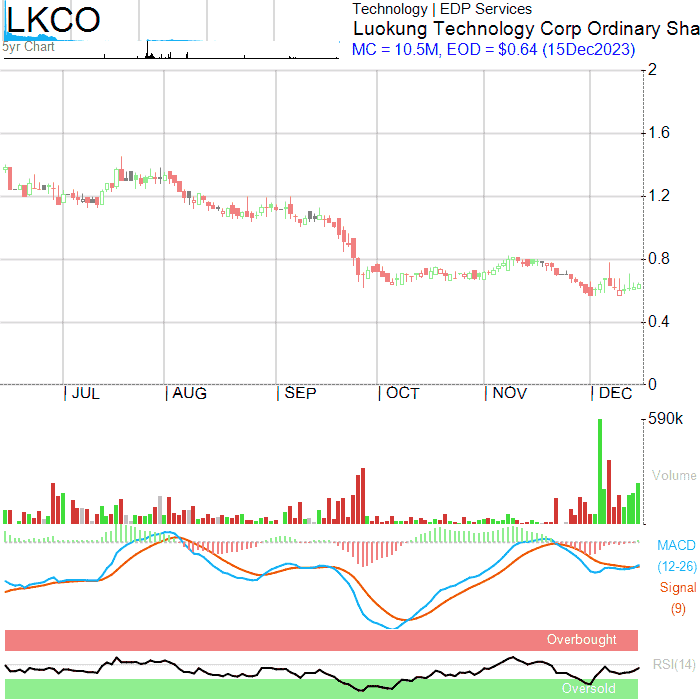 LKCO
Technology | EDP Services
Luokung Technology Corp Ordinary Sha
MC = 10.5M, EOD = $0.64 (15Dec2023)
5yr Chart
2
1.6
1.2
0.8
0.4
0
JUL AUG SEP OCT NOV DEC
590k
Volume
MACD
(12-26)
Signal
(9)
Overbought
RSI(14)
Oversold